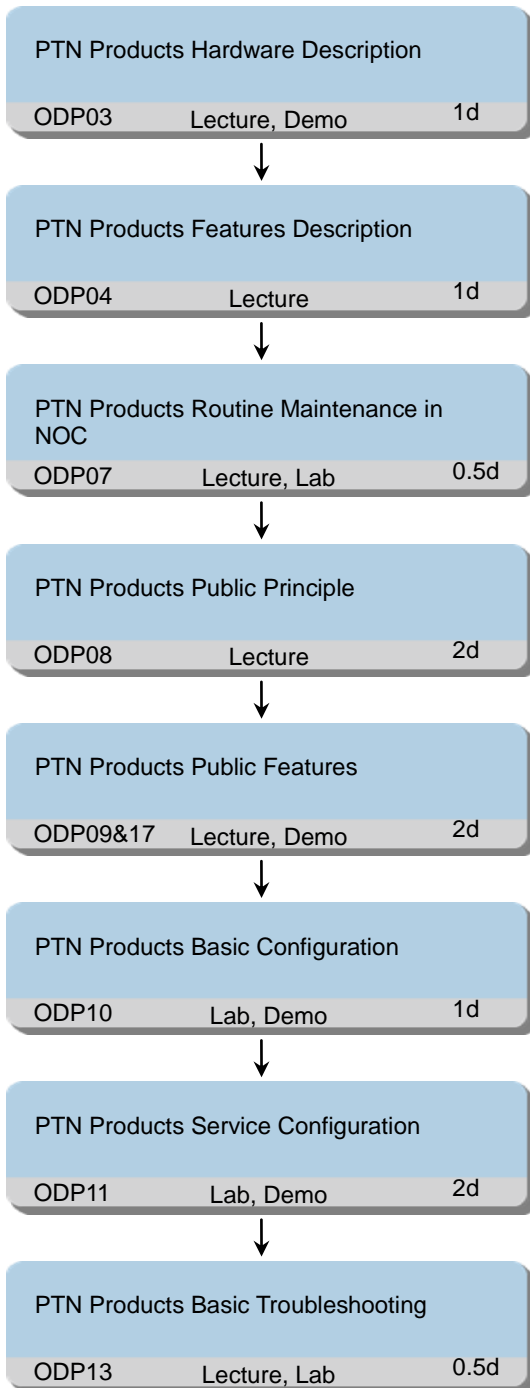 PTN Products Hardware Description
ODP03 Lecture, Demo 1d
PTN Products Features Description
ODP04 Lecture 1d
PTN Products Routine Maintenance in
NOC
ODP07 Lecture, Lab 0.5d
PTN Products Public Principle
ODP08 Lecture 2d
PTN Products Public Features
ODP09&17 Lecture, Demo 2d
PTN Products Basic Configuration
ODP10 Lab, Demo 1d
PTN Products Service Configuration
ODP11 Lab, Demo 2d
PTN Products Basic Troubleshooting
ODP13 Lecture, Lab 0.5d